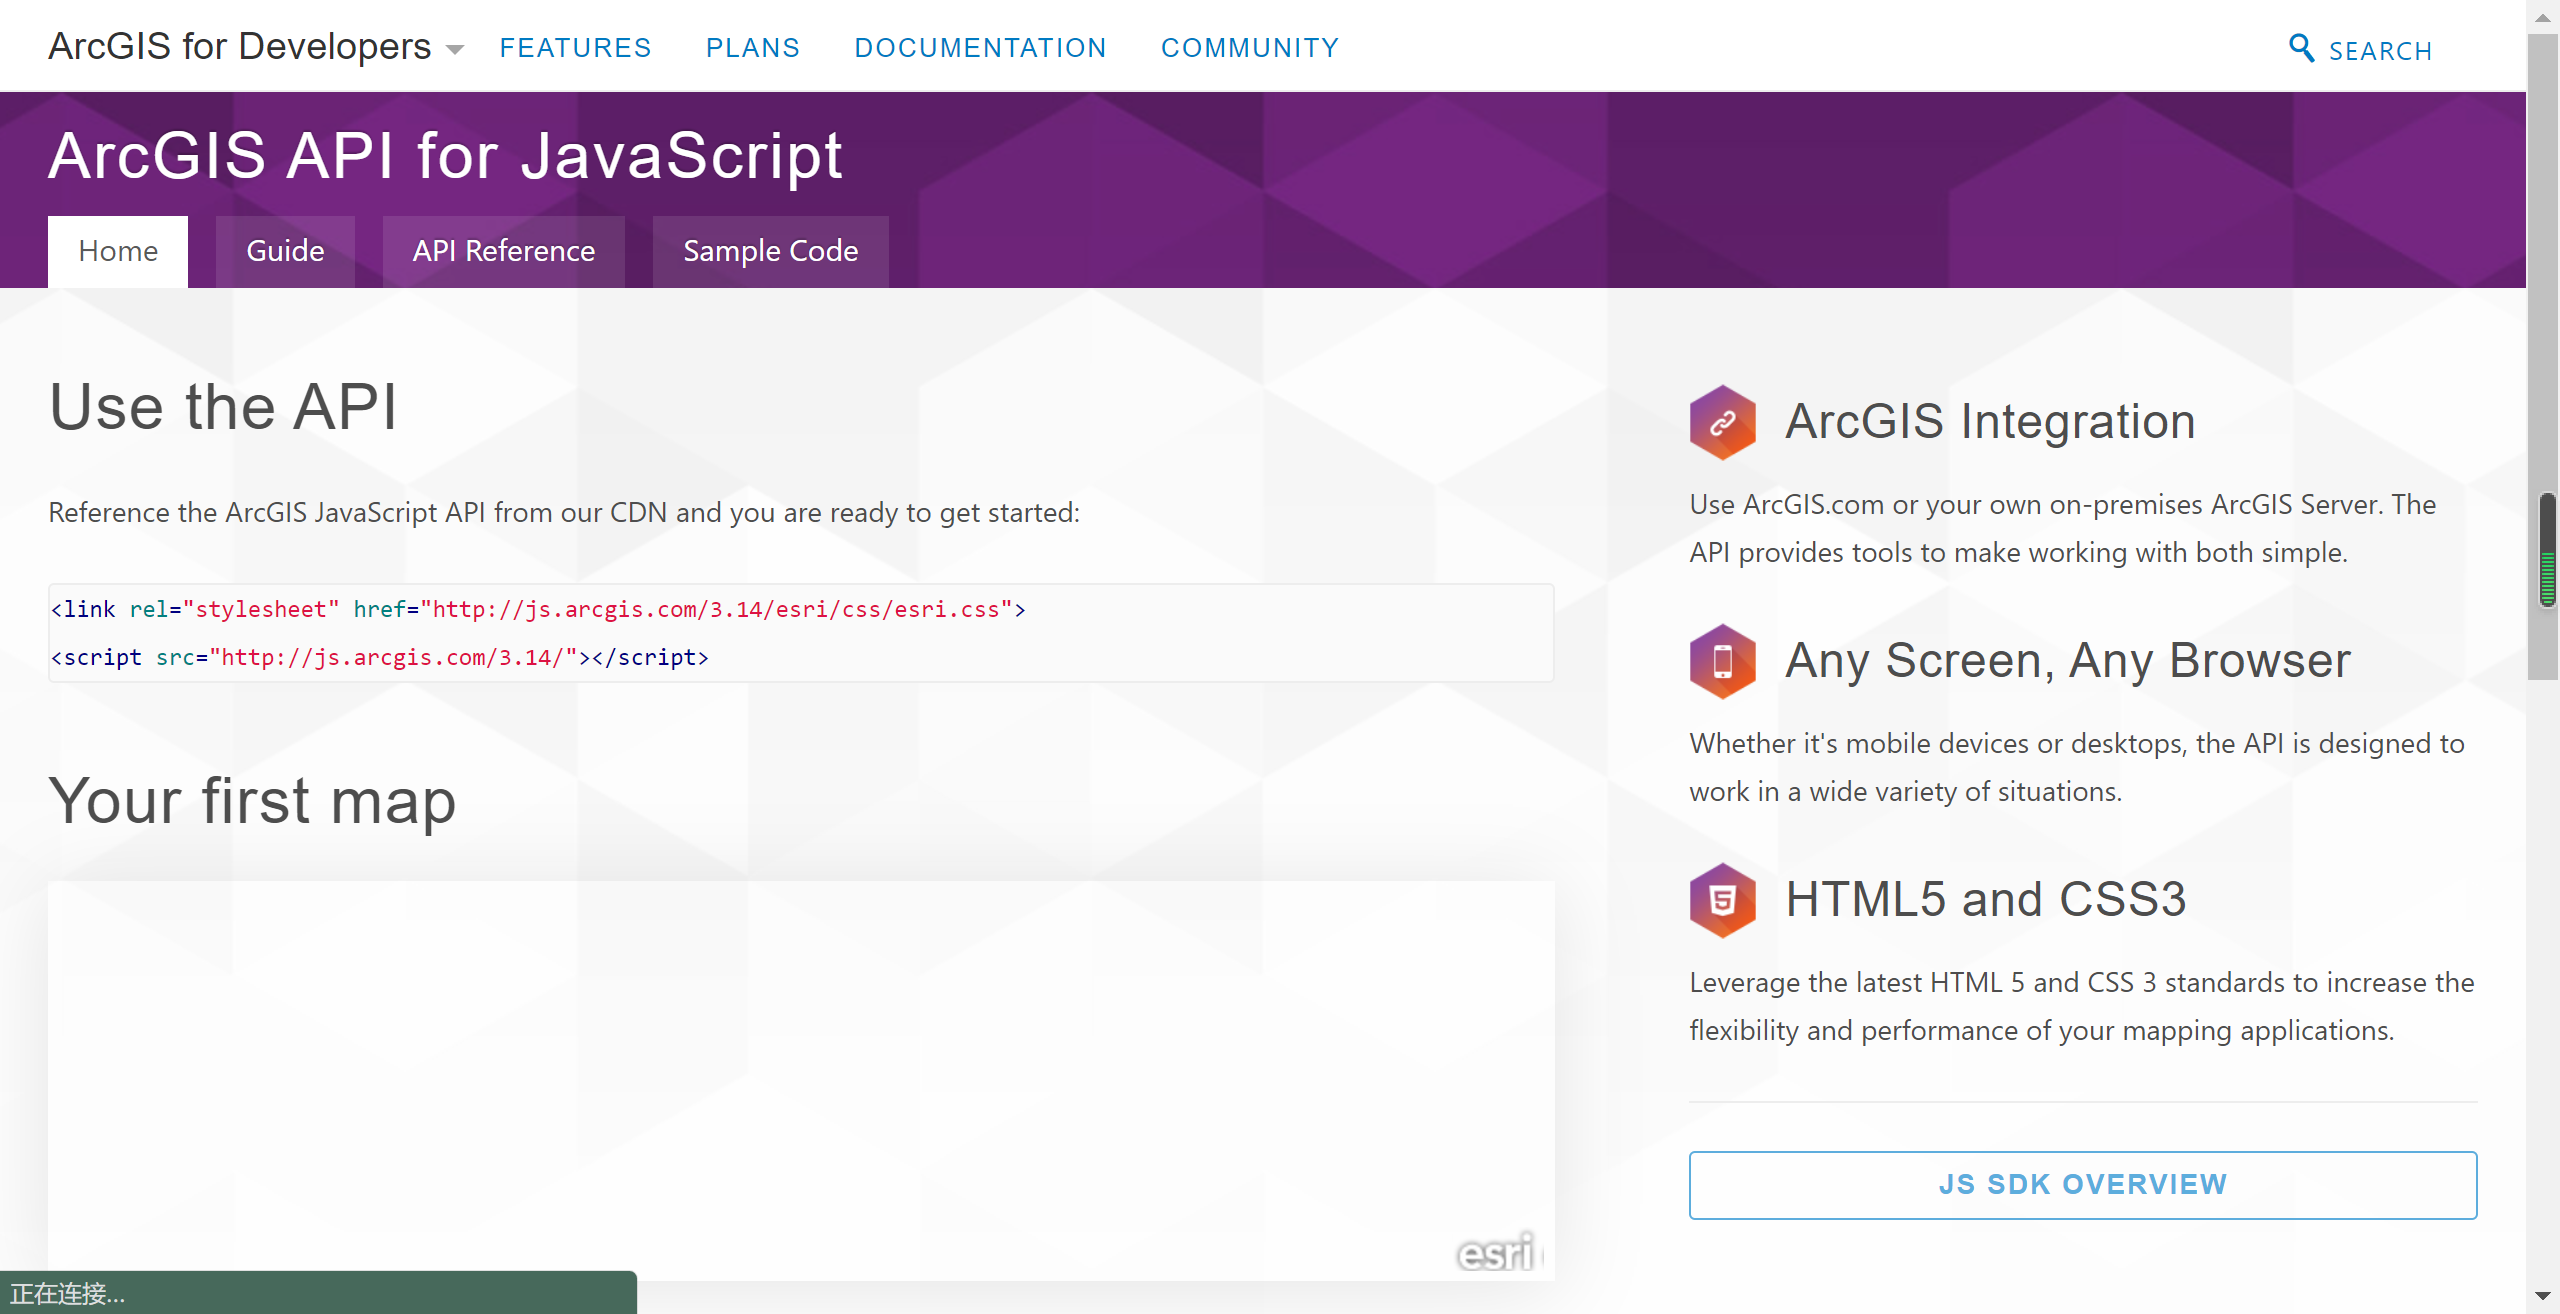 ArcGIS for Developers
FEATURES
PLANS
DOCUMENTATION
COMMUNITY
SEARCH
ArcGIS API for JavaScript
Home
Guide
API Reference
Sample Code
Use the API
Reference the ArcGIS JavaScript API from our CDN and you are ready to get started:
<link rel="stylesheet" href="http://js.arcgis.com/3.14/esri/css/esri.css">
<script src="http://js.arcgis.com/3.14/"></script>
Your first map
esri
ArcGIS Integration
Use ArcGIS.com or your own on-premises ArcGIS Server. The
API provides tools to make working with both simple.
Any Screen, Any Browser
Whether it's mobile devices or desktops, the API is designed to
work in a wide variety of situations.
HTML5 and CSS3
Leverage the latest HTML 5 and CSS 3 standards to increase the
flexibility and performance of your mapping applications.
JS SDK OVERVIEW
正在连接...